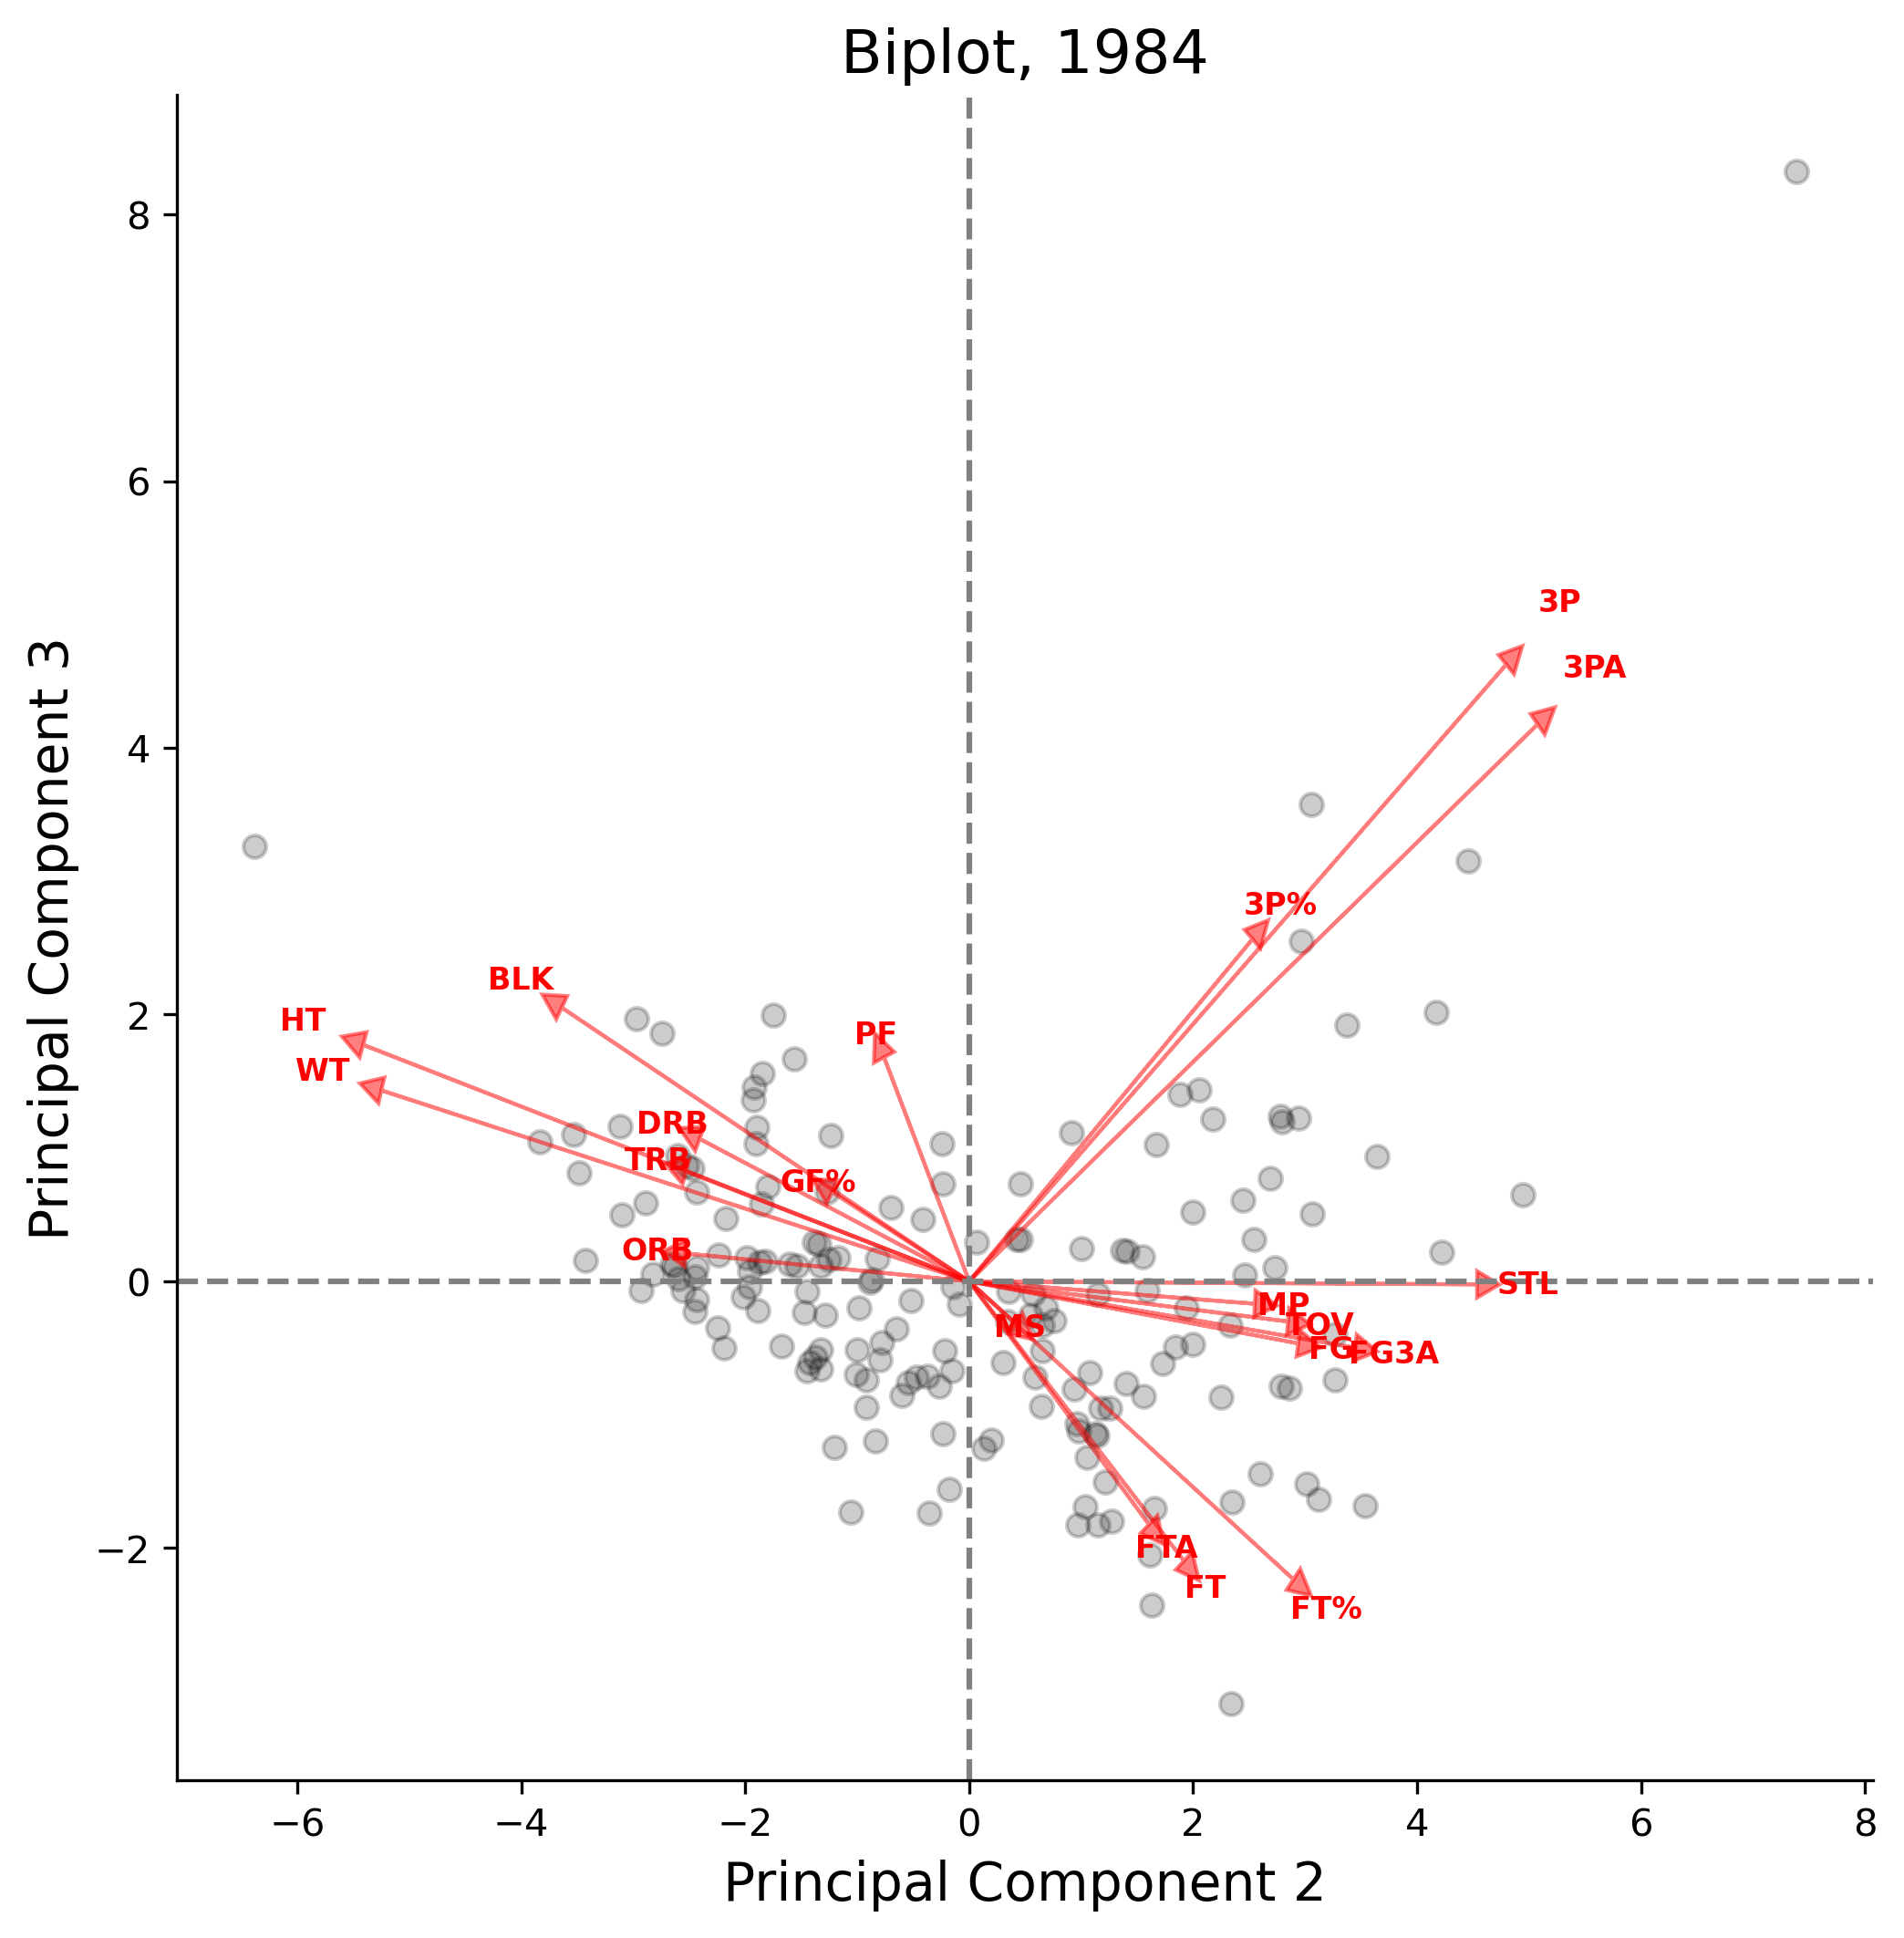 Biplot, 1984
Principal Component 3
8
6
4
2
0
−2
3P
3PA
3P%
BLK
HT
WT
PF
DRB
TRB
GF%
ORB
STL
MP
TOV
MS
FG
FG3A
FTA
FT
FT%
−6
−4
−2
0
2
4
6
8
Principal Component 2